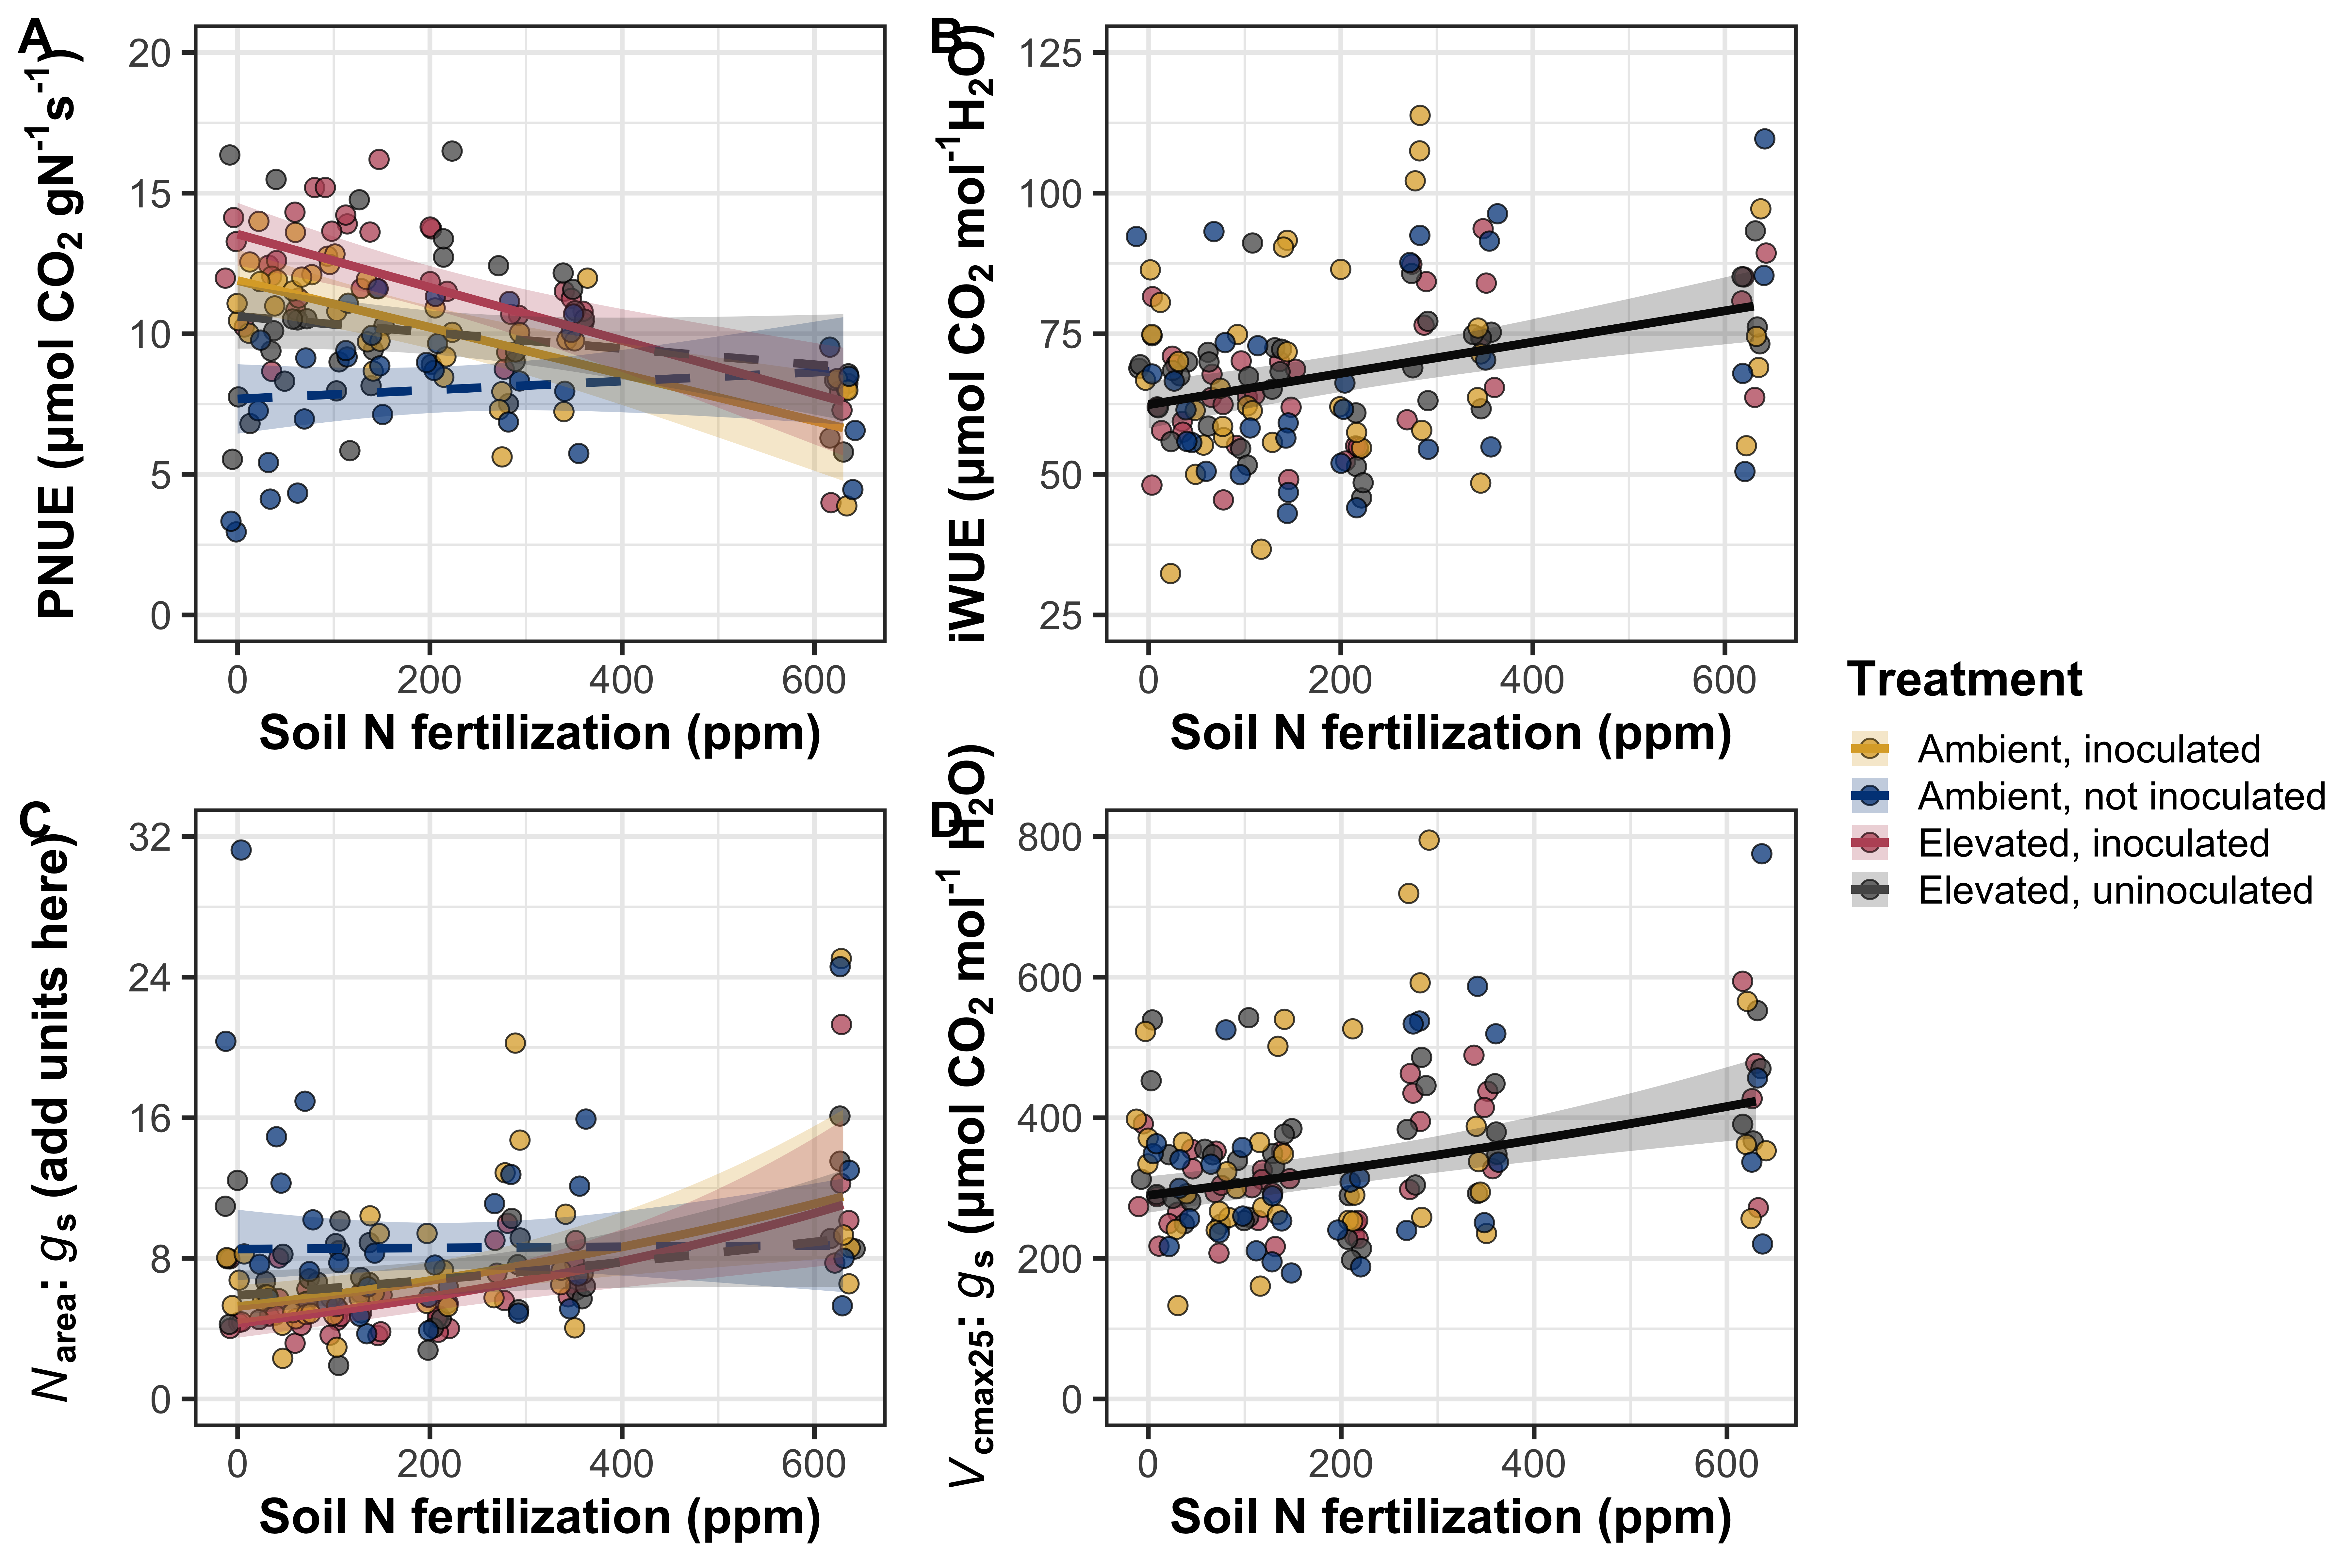 A
PNUE (µmol CO₂ gN⁻¹s⁻¹)
20
15
10
5
0
0 200 400 600
Soil N fertilization (ppm)
B
iWUE (µmol CO₂ mol⁻¹H₂O)
125
100
75
50
25
0 200 400 600
Soil N fertilization (ppm)
C
Narea: gs (add units here)
32
24
16
8
0
0 200 400 600
Soil N fertilization (ppm)
D
Vcmax25: gs (µmol CO₂ mol⁻¹ H₂O)
800
600
400
200
0
0 200 400 600
Soil N fertilization (ppm)
Treatment
Ambient, inoculated
Ambient, not inoculated
Elevated, inoculated
Elevated, uninoculated